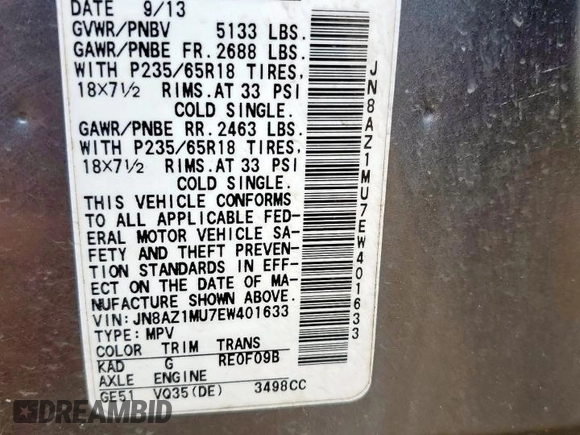 DATE 9/13
GVWR/PNBV 5133 LBS.
GAWR/PNBE FR. 2688 LBS.
WITH P235/65R18 TIRES,
18×7½ RIMS.AT 33 PSI
COLD SINGLE.
GAWR/PNBE RR. 2463 LBS.
WITH P235/65R18 TIRES,
18×7½ RIMS.AT 33 PSI
COLD SINGLE.
THIS VEHICLE CONFORMS
TO ALL APPLICABLE FED-
ERAL MOTOR VEHICLE SA-
FETY AND THEFT PREVEN-
TION STANDARDS IN EFF-
ECT ON THE DATE OF MA-
NUFACTURE SHOWN ABOVE.
VIN:JN8AZ1MU7EW401633
TYPE:MPV
COLOR TRIM TRANS
KAD G RE0F09B
AXLE ENGINE
GE51 VQ35(DE) 3498CC
JN8AZ1MU7EW401633
DREAMBID